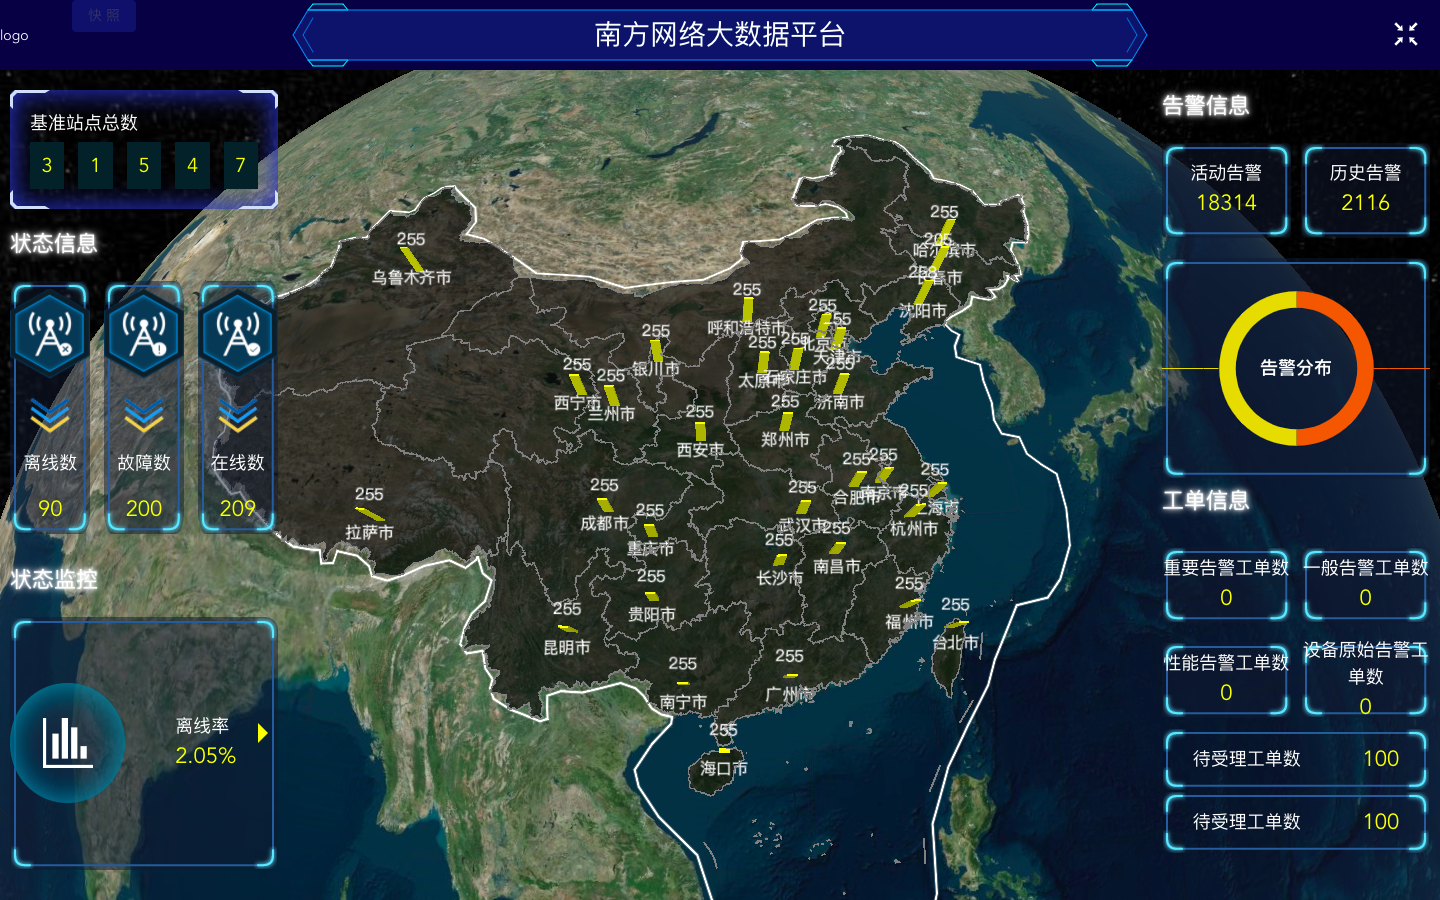 快 照
logo
南方网络大数据平台
基准站点总数
3 1 5 4 7
状态信息
离线数
故障数
在线数
90
200
209
状态监控
离线率
2.05%
255
乌鲁木齐市
255
拉萨市
255
西宁市
255
兰州市
255
银川市
255
呼和浩特市
255
哈尔滨市
长春市
沈阳市
255
北京市
天津市
255
太原市
255
石家庄市
255
济南市
255
郑州市
255
西安市
255
成都市
255
重庆市
255
贵阳市
255
昆明市
255
南宁市
255
广州市
255
海口市
255
武汉市
255
长沙市
255
南昌市
255
合肥市
255
南京市
255
上海市
255
杭州市
255
福州市
255
台北市
告警信息
活动告警
18314
历史告警
2116
告警分布
工单信息
重要告警工单数
0
一般告警工单数
0
性能告警工单数
0
设备原始告警工
单数
0
待受理工单数 100
待受理工单数 100